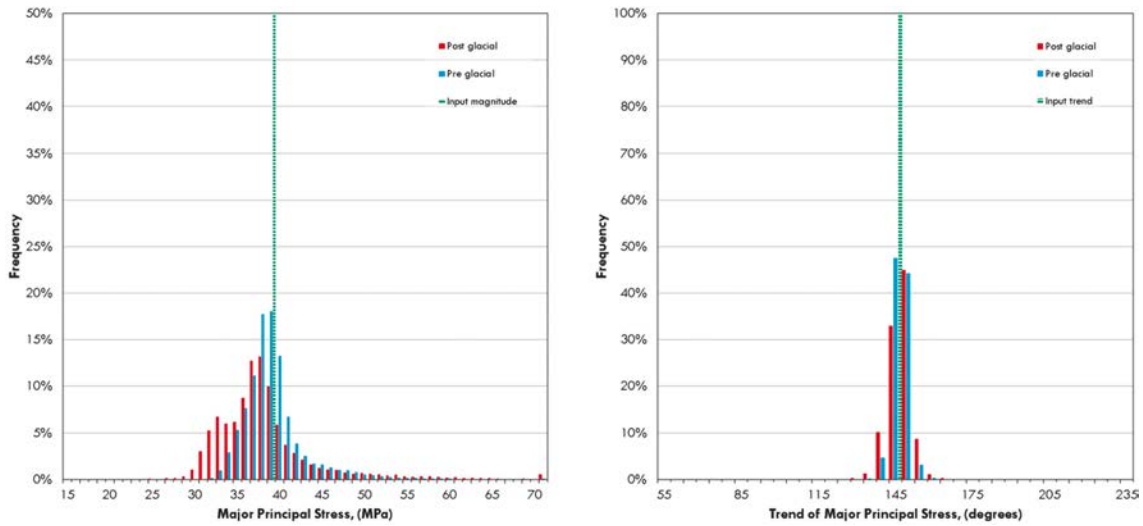 50%
45%
40%
35%
30%
25%
20%
15%
10%
5%
0%
Frequency
Post glacial
Pre glacial
Input magnitude
15 20 25 30 35 40 45 50 55 60 65 70
Major Principal Stress, (MPa)
100%
90%
80%
70%
60%
50%
40%
30%
20%
10%
0%
Frequency
Post glacial
Pre glacial
Input trend
55 85 115 145 175 205 235
Trend of Major Principal Stress, (degrees)